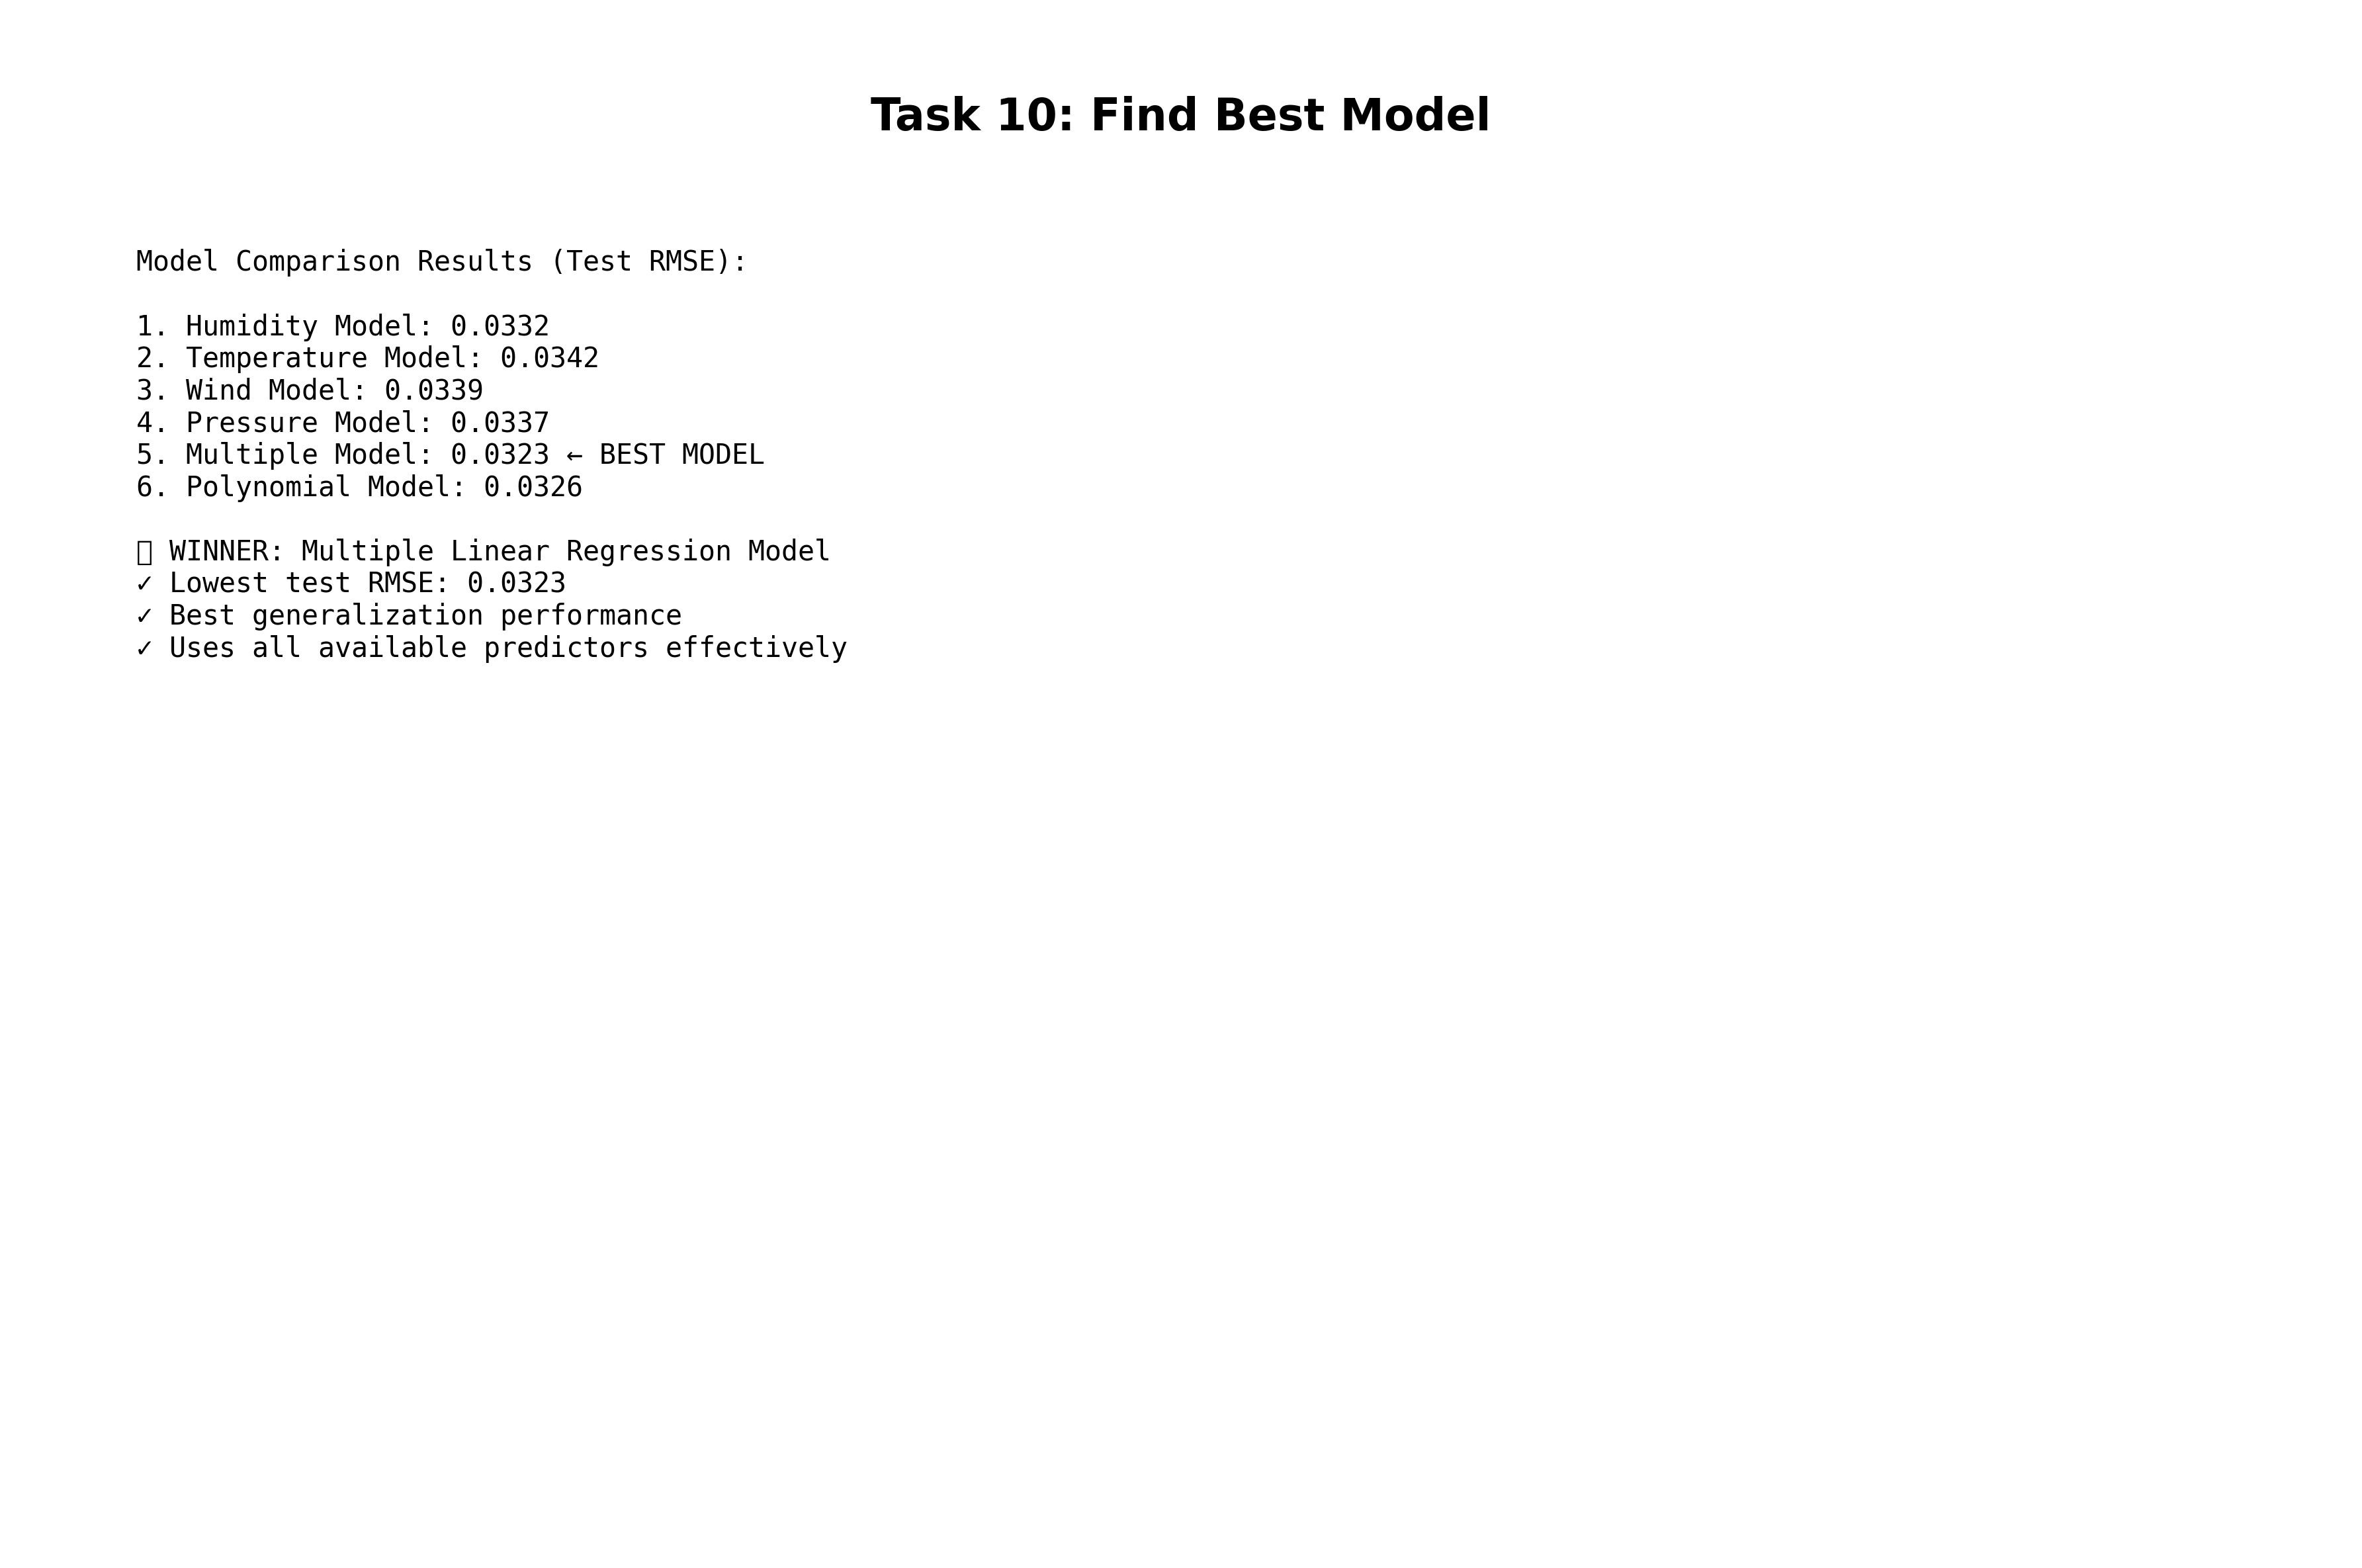 Task 10: Find Best Model
Model Comparison Results (Test RMSE):
1. Humidity Model: 0.0332
2. Temperature Model: 0.0342
3. Wind Model: 0.0339
4. Pressure Model: 0.0337
5. Multiple Model: 0.0323 ← BEST MODEL
6. Polynomial Model: 0.0326
▯ WINNER: Multiple Linear Regression Model
✓ Lowest test RMSE: 0.0323
✓ Best generalization performance
✓ Uses all available predictors effectively